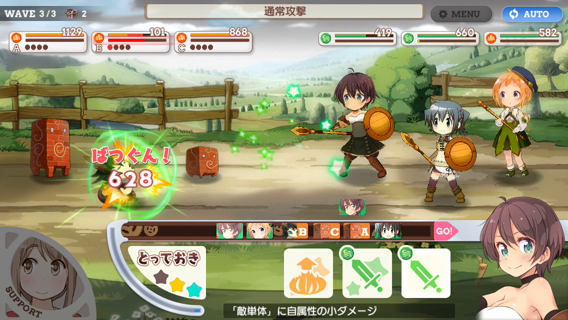 WAVE 3/3 2
通常攻撃
MENU
AUTO
1129
A
101
B
868
C
419
660
582
ばつぐん!
628
B C A GO!
とっておき
SUPPORT
「敵単体」に自属性の小ダメージ